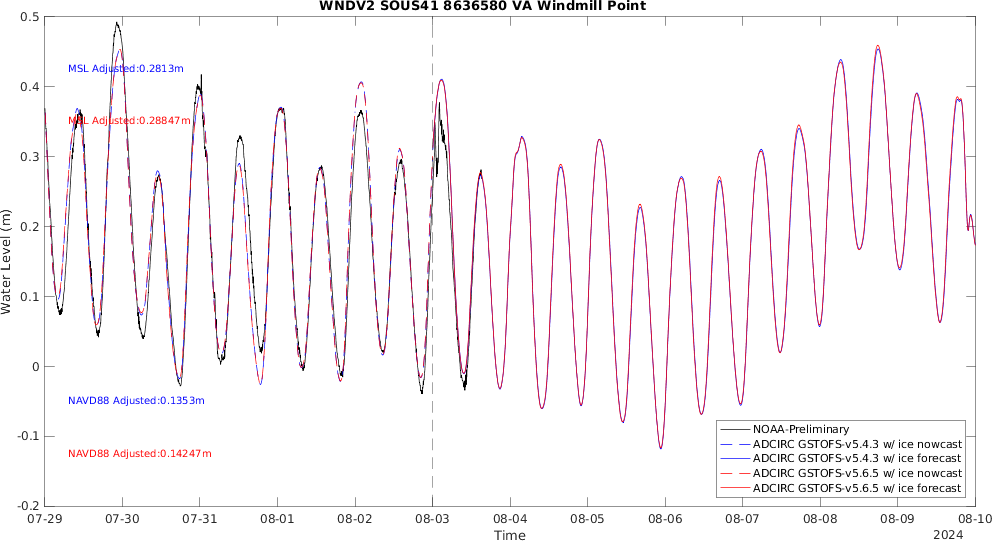 WNDV2 SOUS41 8636580 VA Windmill Point
0.5
0.4
0.3
0.2
0.1
0
-0.1
-0.2
Water Level (m)
MSL Adjusted:0.2813m
MSL Adjusted:0.28847m
NAVD88 Adjusted:0.1353m
NAVD88 Adjusted:0.14247m
NOAA-Preliminary
ADCIRC GSTOFS-v5.4.3 w/ ice nowcast
ADCIRC GSTOFS-v5.4.3 w/ ice forecast
ADCIRC GSTOFS-v5.6.5 w/ ice nowcast
ADCIRC GSTOFS-v5.6.5 w/ ice forecast
07-29 07-30 07-31 08-01 08-02 08-03 08-04 08-05 08-06 08-07 08-08 08-09 08-10
Time
2024